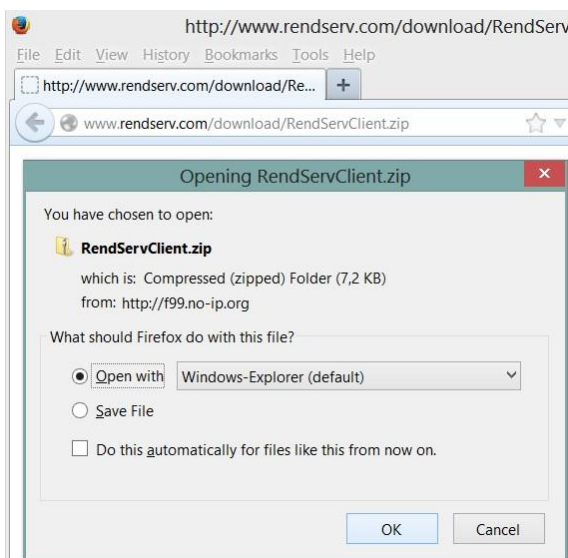 http://www.rendserv.com/download/RendServ
File Edit View History Bookmarks Tools Help
http://www.rendserv.com/download/Re... +
www.rendserv.com/download/RendServClient.zip
Opening RendServClient.zip
You have chosen to open:
RendServClient.zip
which is: Compressed (zipped) Folder (7,2 KB)
from: http://f99.no-ip.org
What should Firefox do with this file?
Open with Windows-Explorer (default)
Save File
Do this automatically for files like this from now on.
OK Cancel